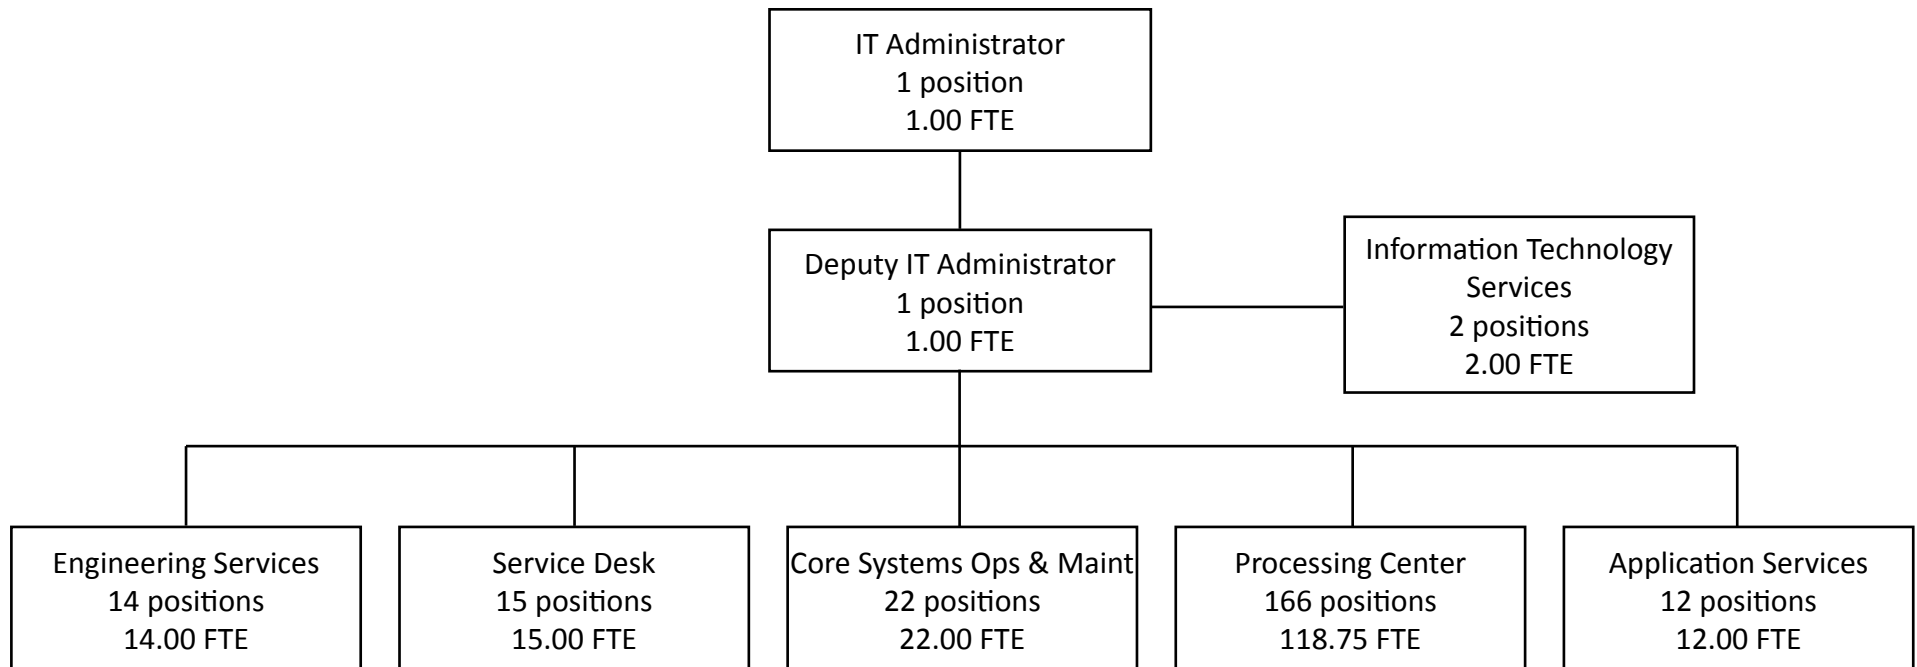 IT Administrator
1 position
1.00 FTE
Deputy IT Administrator
1 position
1.00 FTE
Information Technology
Services
2 positions
2.00 FTE
Engineering Services
14 positions
14.00 FTE
Service Desk
15 positions
15.00 FTE
Core Systems Ops & Maint
22 positions
22.00 FTE
Processing Center
166 positions
118.75 FTE
Application Services
12 positions
12.00 FTE